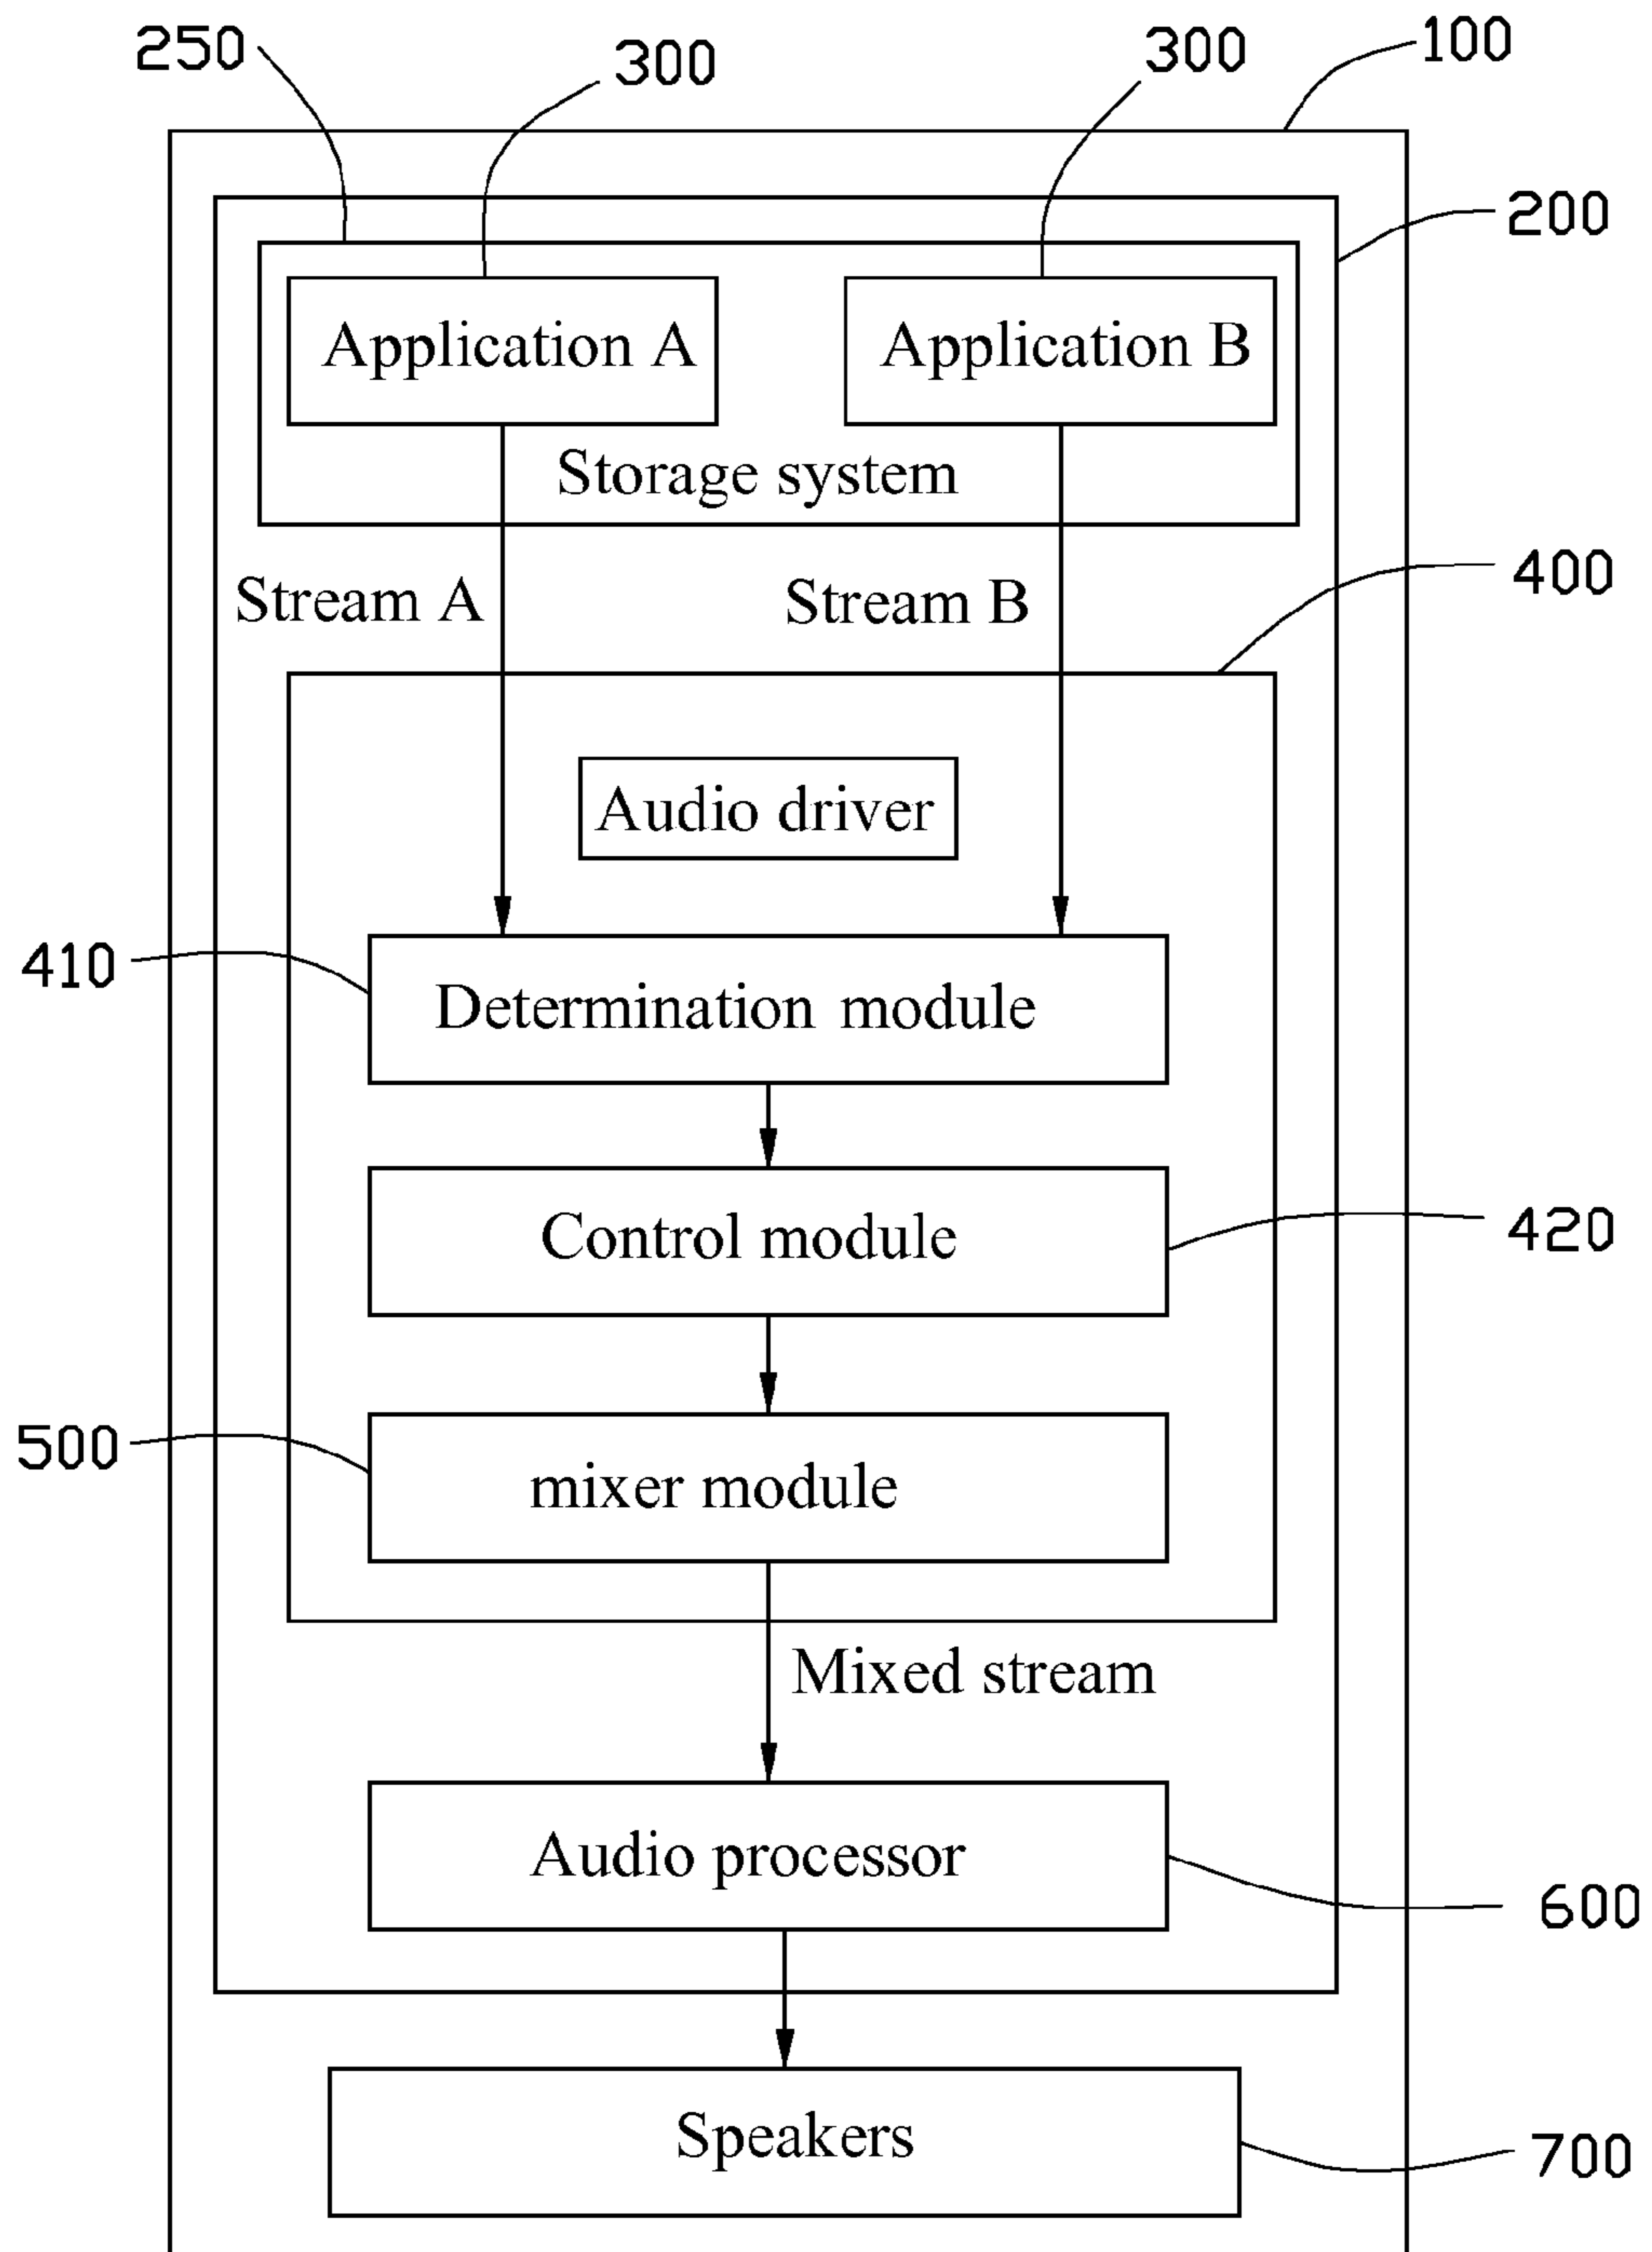 250
300
300
100
200
Application A
Application B
Storage system
400
Stream A
Stream B
Audio driver
410
Determination module
Control module
420
500
mixer module
Mixed stream
Audio processor
600
Speakers
700